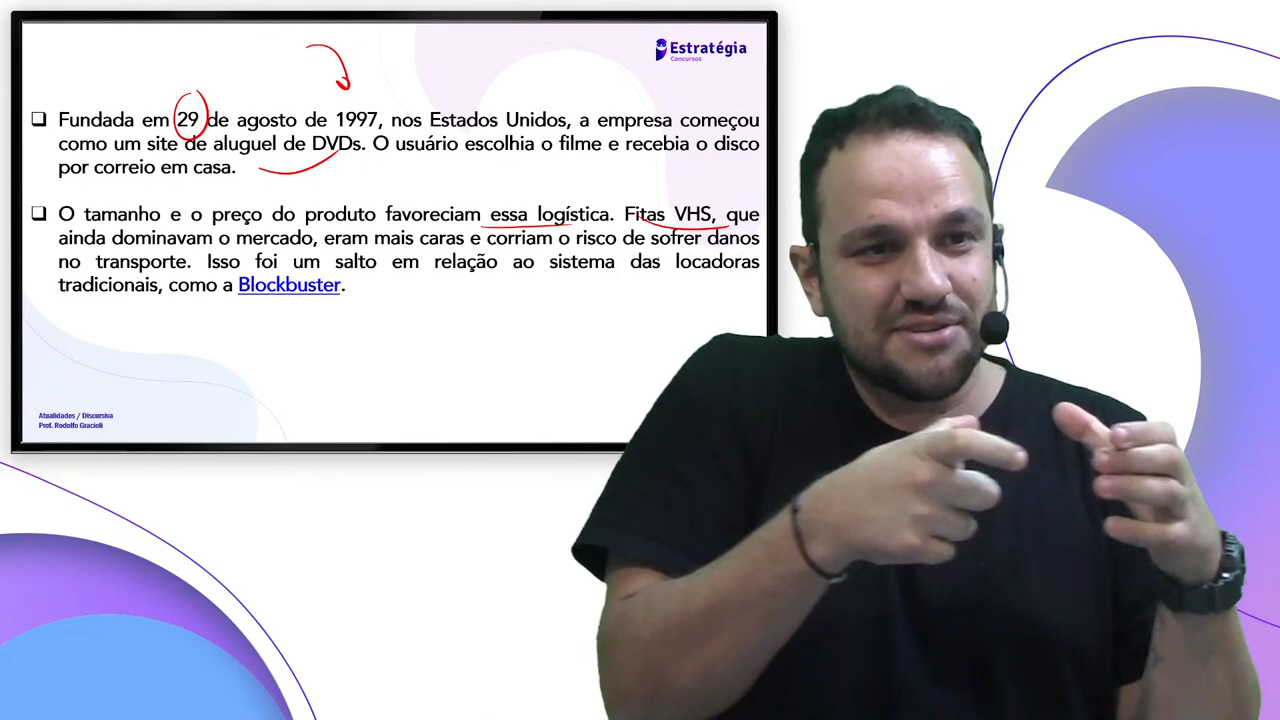 Estratégia
Concursos
❑ Fundada em 29 de agosto de 1997, nos Estados Unidos, a empresa começou
como um site de aluguel de DVDs. O usuário escolhia o filme e recebia o disco
por correio em casa.
❑ O tamanho e o preço do produto favoreciam essa logística. Fitas VHS, que
ainda dominavam o mercado, eram mais caras e corriam o risco de sofrer danos
no transporte. Isso foi um salto em relação ao sistema das locadoras
tradicionais, como a Blockbuster.
Atualidades / Discursiva
Prof. Rodolfo Gracioli